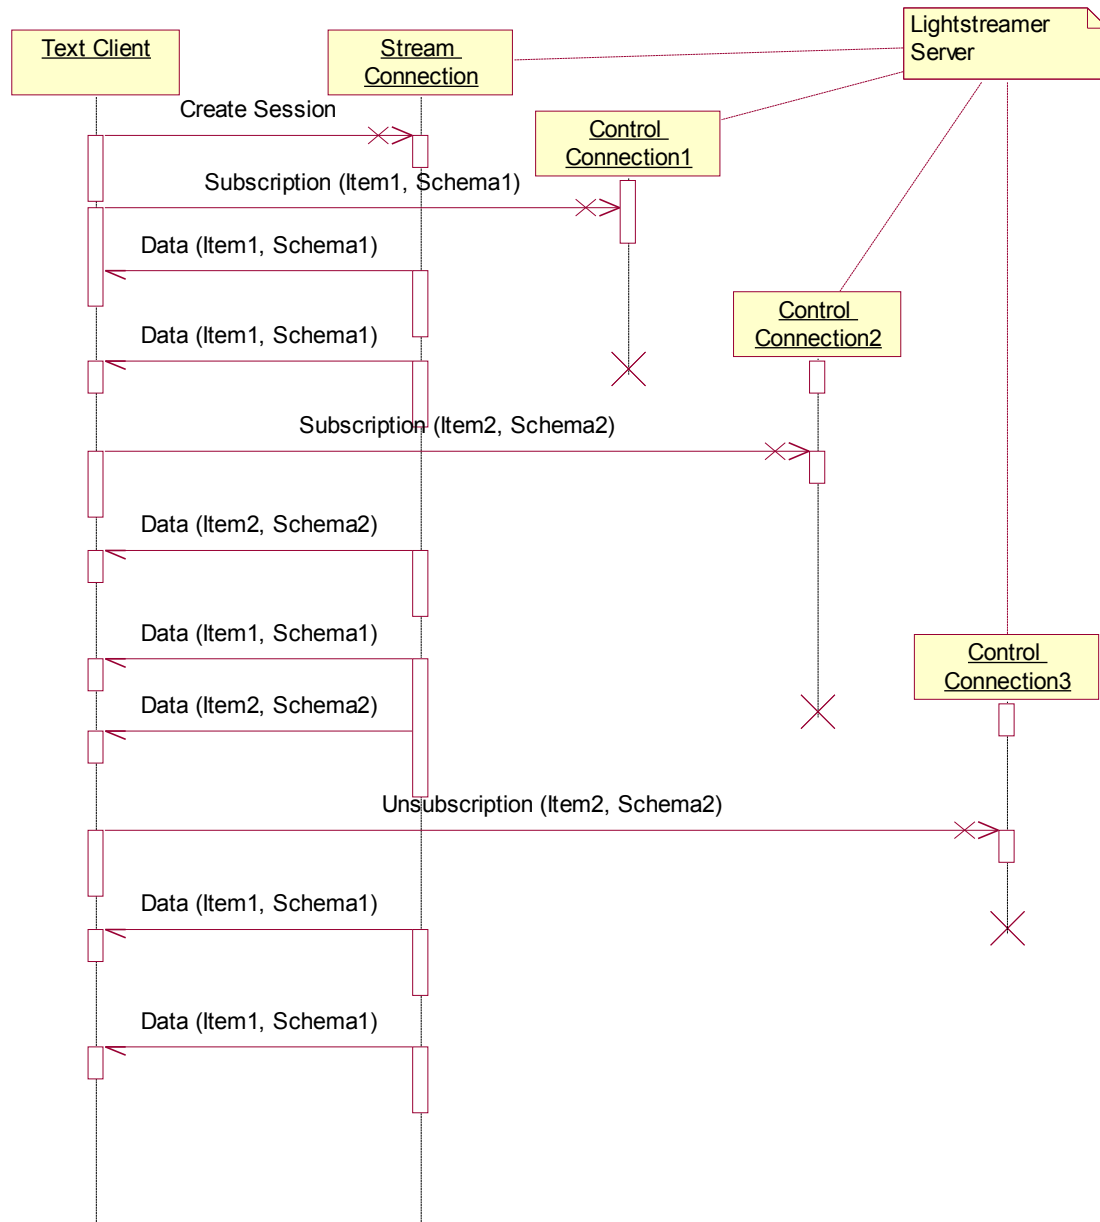 Lightstreamer
Server
Text Client
Stream
Connection
Create Session
Control
Connection1
Subscription (Item1, Schema1)
Data (Item1, Schema1)
Control
Connection2
Data (Item1, Schema1)
Subscription (Item2, Schema2)
Data (Item2, Schema2)
Data (Item1, Schema1)
Control
Connection3
Data (Item2, Schema2)
Unsubscription (Item2, Schema2)
Data (Item1, Schema1)
Data (Item1, Schema1)